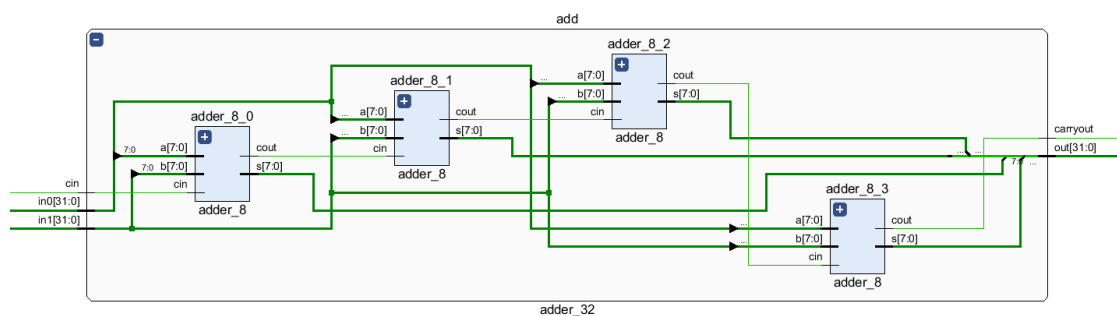 add
adder_8_2
a[7:0]
...
cout
b[7:0]
...
s[7:0]
cin
adder_8
adder_8_1
a[7:0]
...
cout
b[7:0]
...
s[7:0]
cin
adder_8
adder_8_0
7:0
a[7:0]
cout
7:0
b[7:0]
s[7:0]
cin
adder_8
cin
in0[31:0]
in1[31:0]
carryout
out[31:0]
...
...
7:0
...
adder_8_3
...
a[7:0]
cout
...
b[7:0]
s[7:0]
cin
adder_8
adder_32